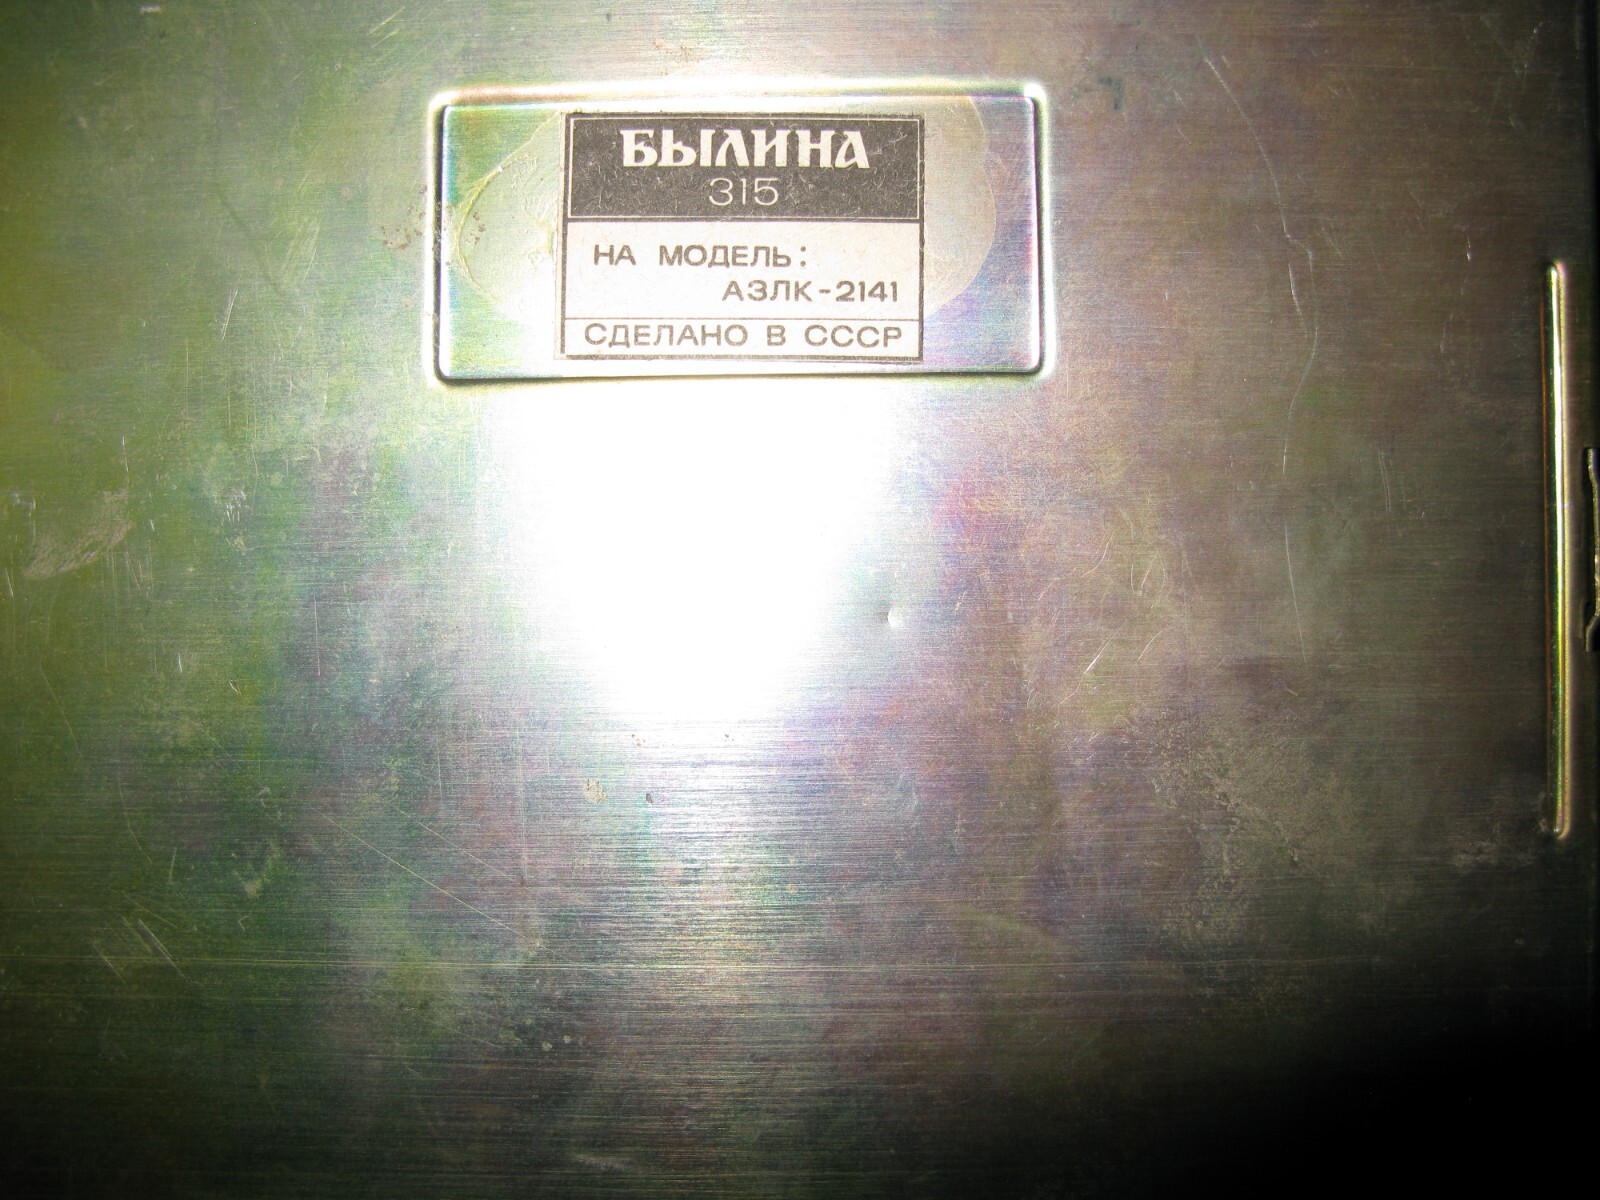 БЫЛИНА
315
НА МОДЕЛЬ:
АЗЛК-2141
СДЕЛАНО В СССР